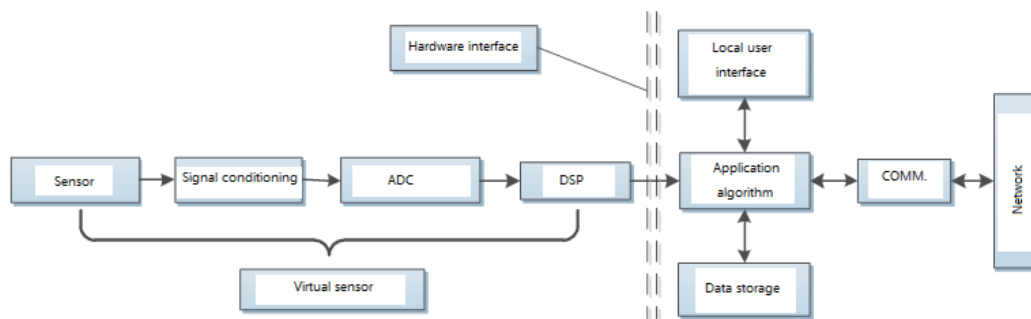 Hardware interface
Local user
interface
Sensor
Signal conditioning
ADC
DSP
Application
algorithm
COMM.
Network
Virtual sensor
Data storage